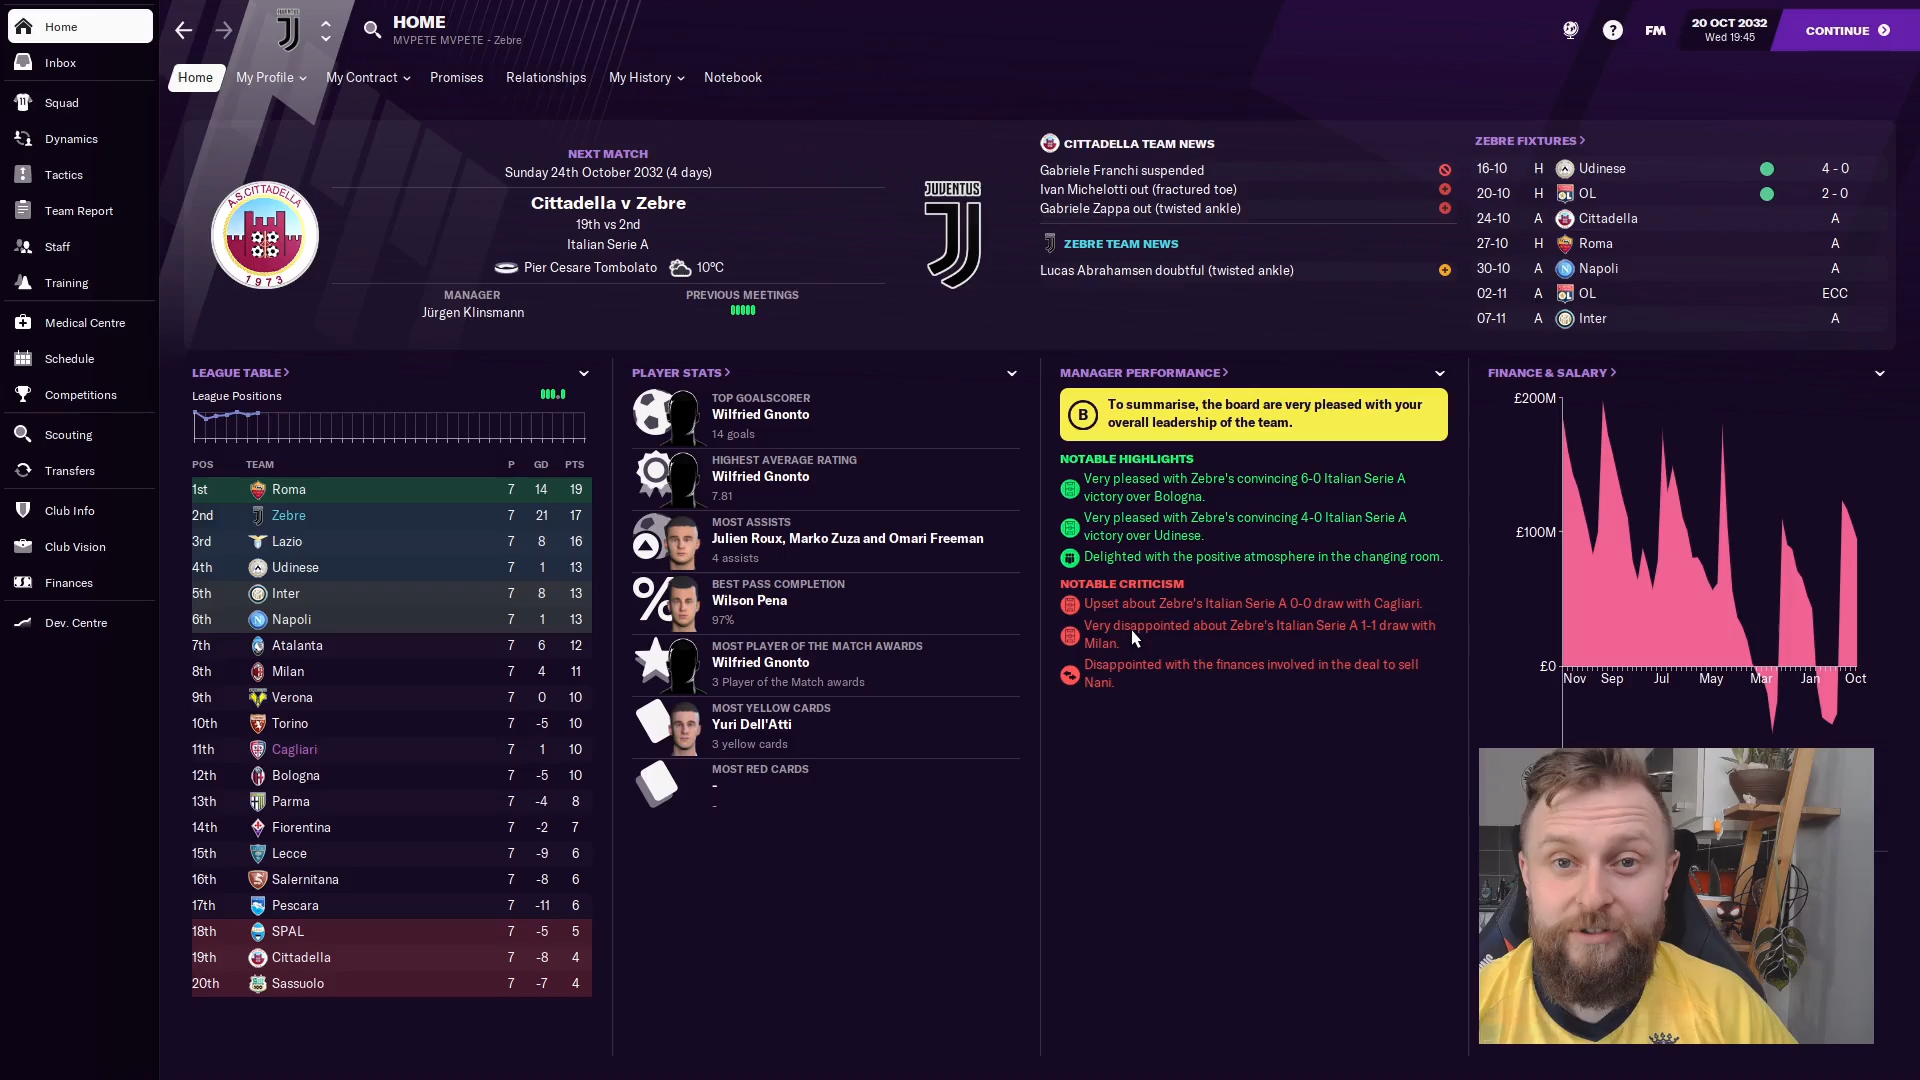 Home
Inbox
Squad
Dynamics
Tactics
Team Report
Staff
Training
Medical Centre
Schedule
Competitions
Scouting
Transfers
Club Info
Club Vision
Finances
Dev. Centre
HOME
MVPETE MVPETE - Zebre
FM
20 OCT 2032
Wed 19:45
CONTINUE
Home
My Profile
My Contract
Promises
Relationships
My History
Notebook
NEXT MATCH
Sunday 24th October 2032 (4 days)
Cittadella v Zebre
19th vs 2nd
Italian Serie A
Pier Cesare Tombolato 10°C
MANAGER
Jürgen Klinsmann
PREVIOUS MEETINGS
A.S.CITTADELLA
1973
JUVENTUS
CITTADELLA TEAM NEWS
Gabriele Franchi suspended
Ivan Michelotti out (fractured toe)
Gabriele Zappa out (twisted ankle)
ZEBRE TEAM NEWS
Lucas Abrahamsen doubtful (twisted ankle)
ZEBRE FIXTURES
16-10 H Udinese 4 - 0
20-10 H OL 2 - 0
24-10 A Cittadella A
27-10 H Roma A
30-10 A Napoli A
02-11 A OL ECC
07-11 A Inter A
LEAGUE TABLE
League Positions
POS TEAM P GD PTS
1st Roma 7 14 19
2nd Zebre 7 21 17
3rd Lazio 7 8 16
4th Udinese 7 1 13
5th Inter 7 8 13
6th Napoli 7 1 13
7th Atalanta 7 6 12
8th Milan 7 4 11
9th Verona 7 0 10
10th Torino 7 -5 10
11th Cagliari 7 1 10
12th Bologna 7 -5 10
13th Parma 7 -4 8
14th Fiorentina 7 -2 7
15th Lecce 7 -9 6
16th Salernitana 7 -8 6
17th Pescara 7 -11 6
18th SPAL 7 -5 5
19th Cittadella 7 -8 4
20th Sassuolo 7 -7 4
PLAYER STATS
TOP GOALSCORER
Wilfried Gnonto
14 goals
HIGHEST AVERAGE RATING
Wilfried Gnonto
7.81
MOST ASSISTS
Julien Roux, Marko Zuza and Omari Freeman
4 assists
BEST PASS COMPLETION
Wilson Pena
97%
MOST PLAYER OF THE MATCH AWARDS
Wilfried Gnonto
3 Player of the Match awards
MOST YELLOW CARDS
Yuri Dell'Atti
3 yellow cards
MOST RED CARDS
-
-
MANAGER PERFORMANCE
B
To summarise, the board are very pleased with your
overall leadership of the team.
NOTABLE HIGHLIGHTS
Very pleased with Zebre's convincing 6-0 Italian Serie A
victory over Bologna.
Very pleased with Zebre's convincing 4-0 Italian Serie A
victory over Udinese.
Delighted with the positive atmosphere in the changing room.
NOTABLE CRITICISM
Upset about Zebre's Italian Serie A 0-0 draw with Cagliari.
Very disappointed about Zebre's Italian Serie A 1-1 draw with
Milan.
Disappointed with the finances involved in the deal to sell
Nani.
FINANCE & SALARY
£200M
£100M
£0
Nov Sep Jul May Mar Jan Oct